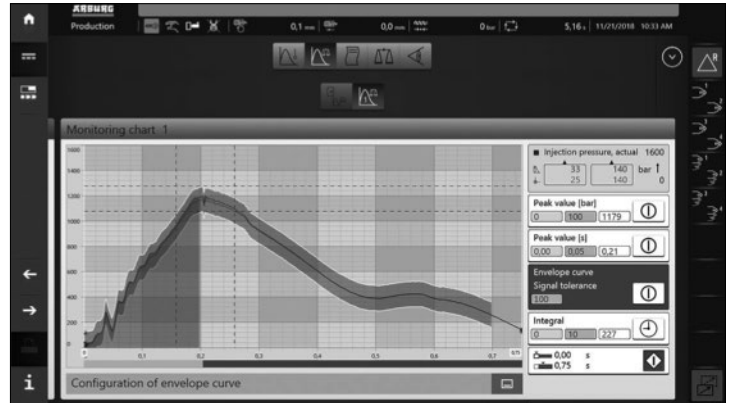 ARBURG
Production 0,1 mm 0,0 mm 0 bar 5,16 s 11/21/2018 10:33 AM
Monitoring chart 1
1600
1400
1200
1000
800
600
400
200
0
0 0,1 0,2 0,3 0,4 0,5 0,6 0,7 0,75
Injection pressure, actual 1600
33 140 bar
25 140 0
Peak value [bar]
0 100 1179
Peak value [s]
0,00 0,05 0,21
Envelope curve
Signal tolerance
100
Integral
0 10 227
0,00 s
0,75 s
Configuration of envelope curve